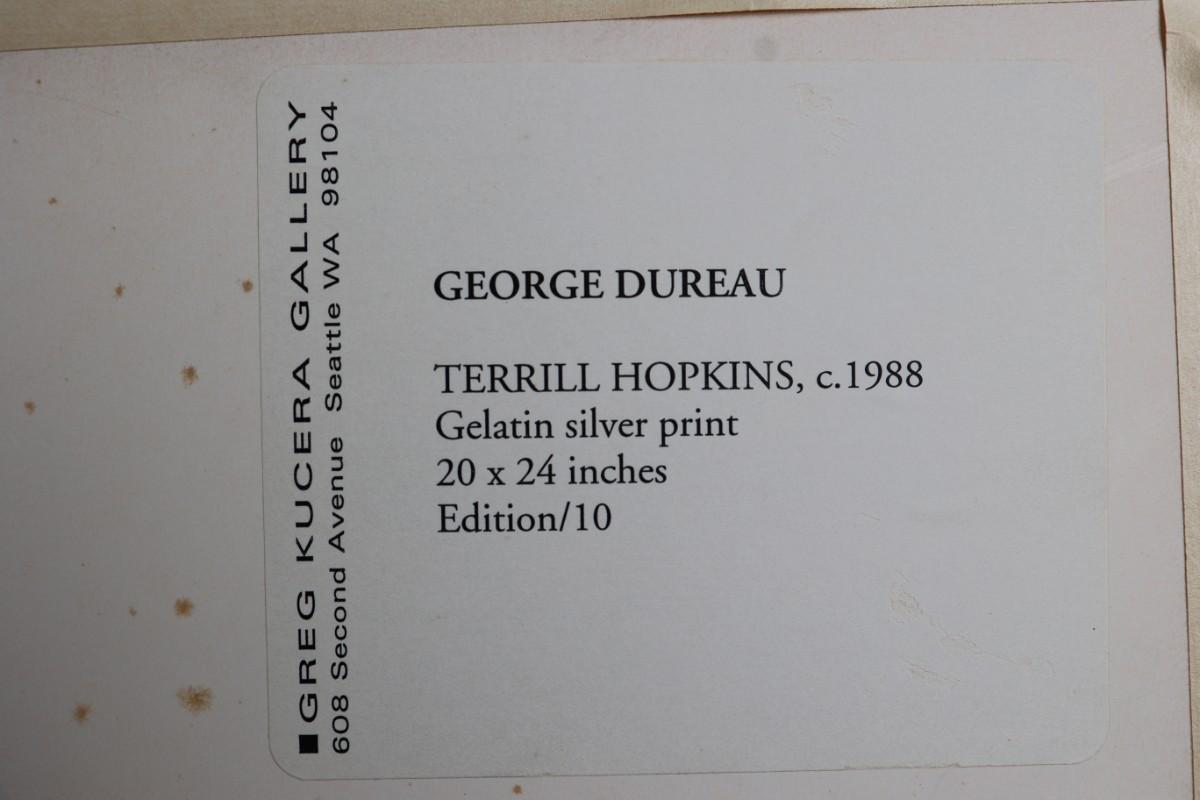 ■GREG KUCERA GALLERY
608 Second Avenue Seattle WA 98104
GEORGE DUREAU
TERRILL HOPKINS, c.1988
Gelatin silver print
20 x 24 inches
Edition/10